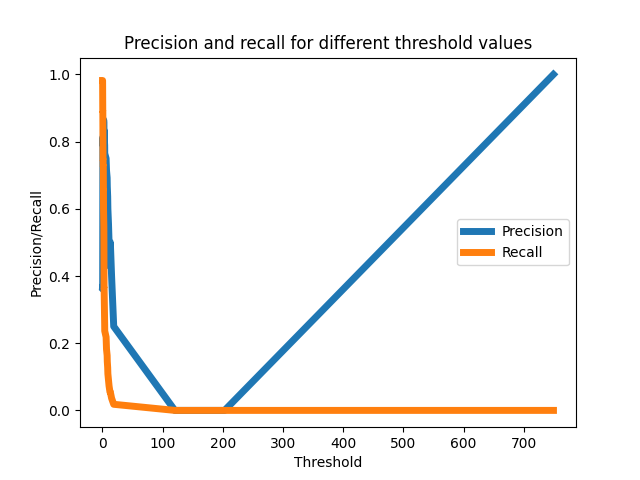 Precision and recall for different threshold values
1.0
0.8
0.6
0.4
0.2
0.0
Precision/Recall
Precision
Recall
0 100 200 300 400 500 600 700
Threshold